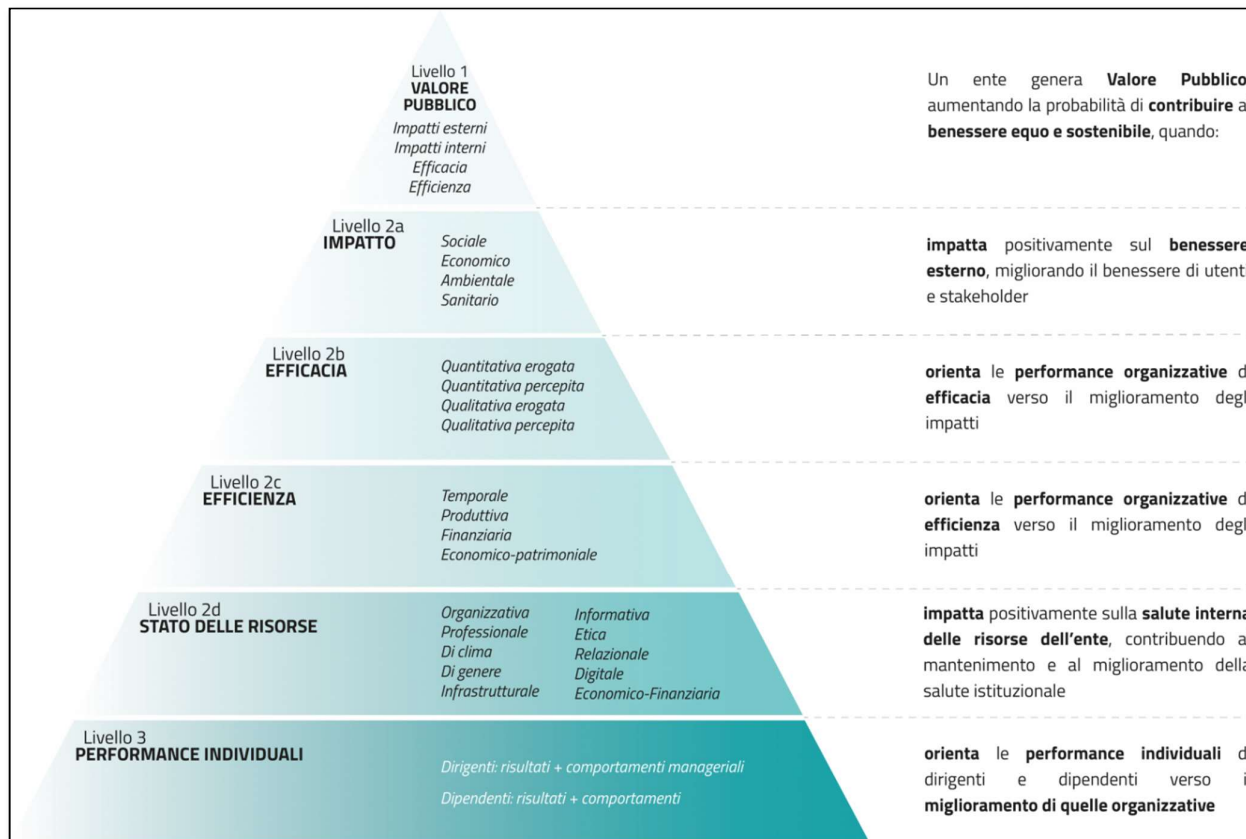 Livello 1
VALORE
PUBBLICO
Impatti esterni
Impatti interni
Efficacia
Efficienza
Un ente genera Valore Pubblico
aumentando la probabilità di contribuire a
benessere equo e sostenibile, quando:
Livello 2a
IMPATTO
Sociale
Economico
Ambientale
Sanitario
impatta positivamente sul benessere
esterno, migliorando il benessere di utent
e stakeholder
Livello 2b
EFFICACIA
Quantitativa erogata
Quantitativa percepita
Qualitativa erogata
Qualitativa percepita
orienta le performance organizzative d
efficacia verso il miglioramento degl
impatti
Livello 2c
EFFICIENZA
Temporale
Produttiva
Finanziaria
Economico-patrimoniale
orienta le performance organizzative d
efficienza verso il miglioramento degl
impatti
Livello 2d
STATO DELLE RISORSE
Organizzativa
Professionale
Di clima
Di genere
Infrastrutturale
Informativa
Etica
Relazionale
Digitale
Economico-Finanziaria
impatta positivamente sulla salute interna
delle risorse dell'ente, contribuendo a
mantenimento e al miglioramento della
salute istituzionale
Livello 3
PERFORMANCE INDIVIDUALI
Dirigenti: risultati + comportamenti manageriali
Dipendenti: risultati + comportamenti
orienta le performance individuali d
dirigenti e dipendenti verso i
miglioramento di quelle organizzative